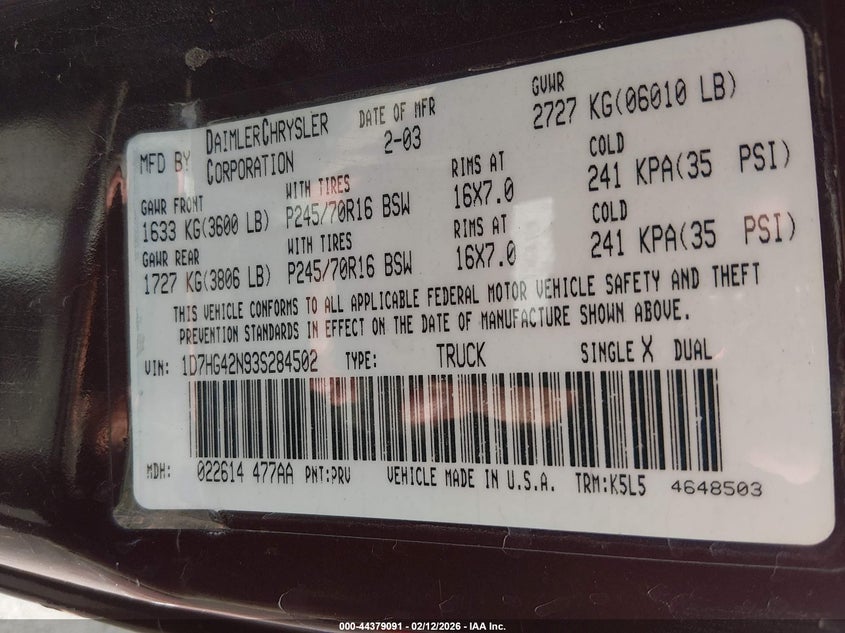 MFD BY DAIMLERCHRYSLER CORPORATION
DATE OF MFR 2-03
GVWR 2727 KG(06010 LB)
GAWR FRONT WITH TIRES RIMS AT COLD
1633 KG(3600 LB) P245/70R16 BSW 16X7.0 241 KPA(35 PSI)
GAWR REAR WITH TIRES RIMS AT COLD
1727 KG(3806 LB) P245/70R16 BSW 16X7.0 241 KPA(35 PSI)
THIS VEHICLE CONFORMS TO ALL APPLICABLE FEDERAL MOTOR VEHICLE SAFETY AND THEFT
PREVENTION STANDARDS IN EFFECT ON THE DATE OF MANUFACTURE SHOWN ABOVE.
VIN: 1D7HG42N93S284502 TYPE: TRUCK SINGLE X DUAL
MDH: 022614 477AA PNT:PRV VEHICLE MADE IN U.S.A. TRM:K5L5 4648503
000-44379091 - 02/12/2026 - IAA Inc.